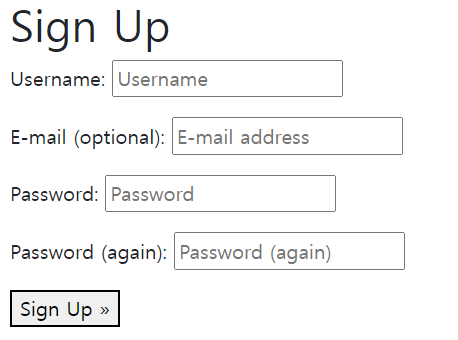 Sign Up
Username: Username
E-mail (optional): E-mail address
Password: Password
Password (again): Password (again)
Sign Up »